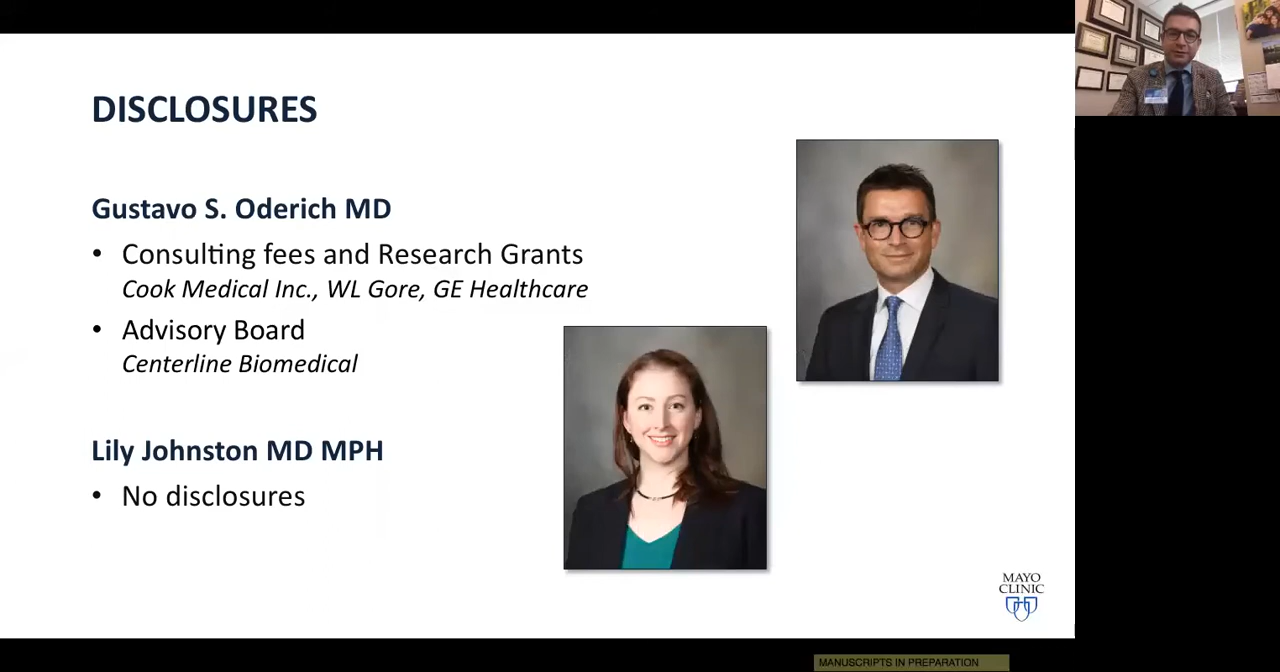 DISCLOSURES
Gustavo S. Oderich MD
• Consulting fees and Research Grants
Cook Medical Inc., WL Gore, GE Healthcare
• Advisory Board
Centerline Biomedical
Lily Johnston MD MPH
• No disclosures
MAYO
CLINIC
MANUSCRIPTS IN PREPARATION